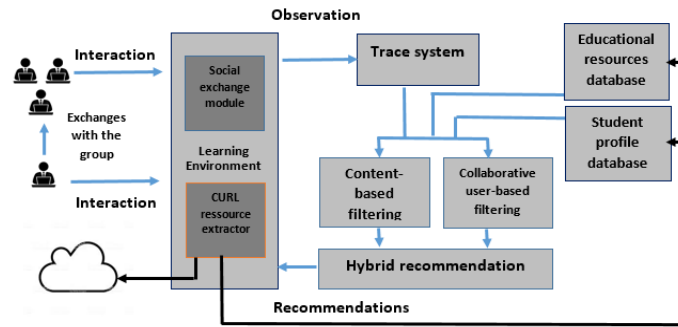 Observation
Interaction
Social
exchange
module
Trace system
Educational
resources
database
Exchanges
with the
group
Student
profile
database
Learning
Environment
Content-
based
filtering
Collaborative
user-based
filtering
Interaction
CURL
ressource
extractor
Hybrid recommendation
Recommendations